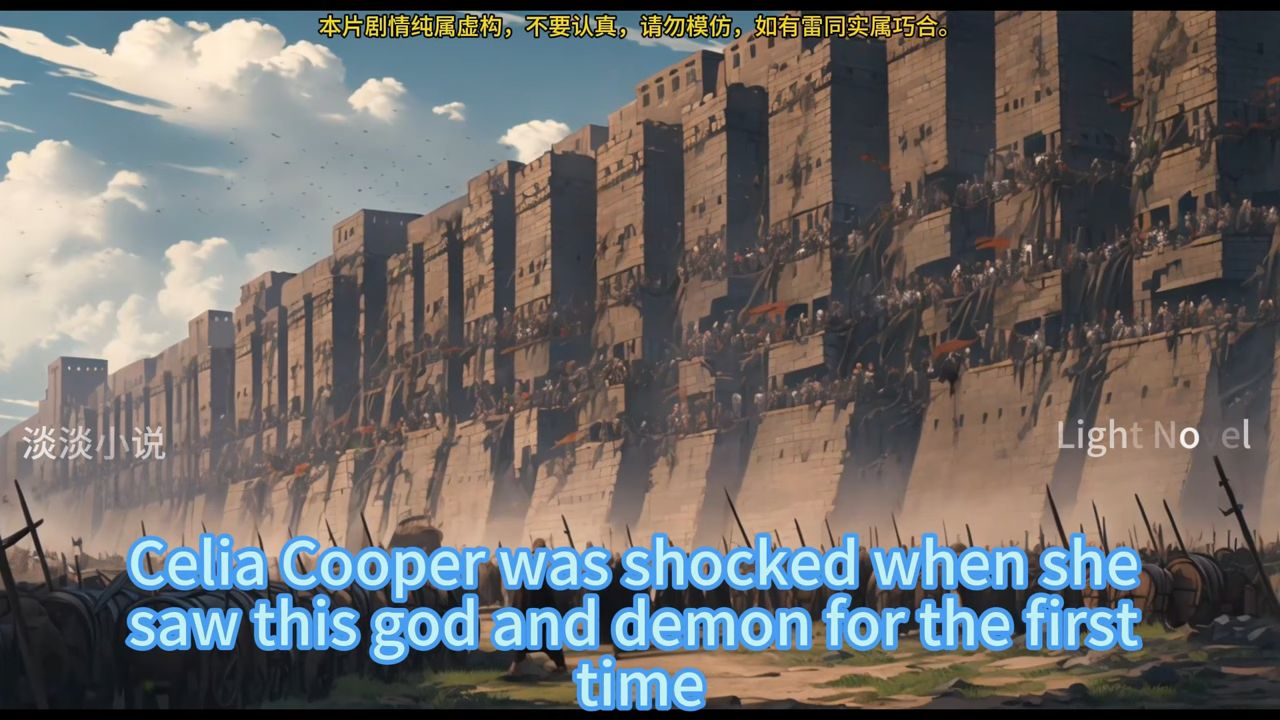 本片剧情纯属虚构，不要认真，请勿模仿，如有雷同实属巧合。
淡淡小说
Light Novel
Celia Cooper was shocked when she
saw this god and demon for the first
time